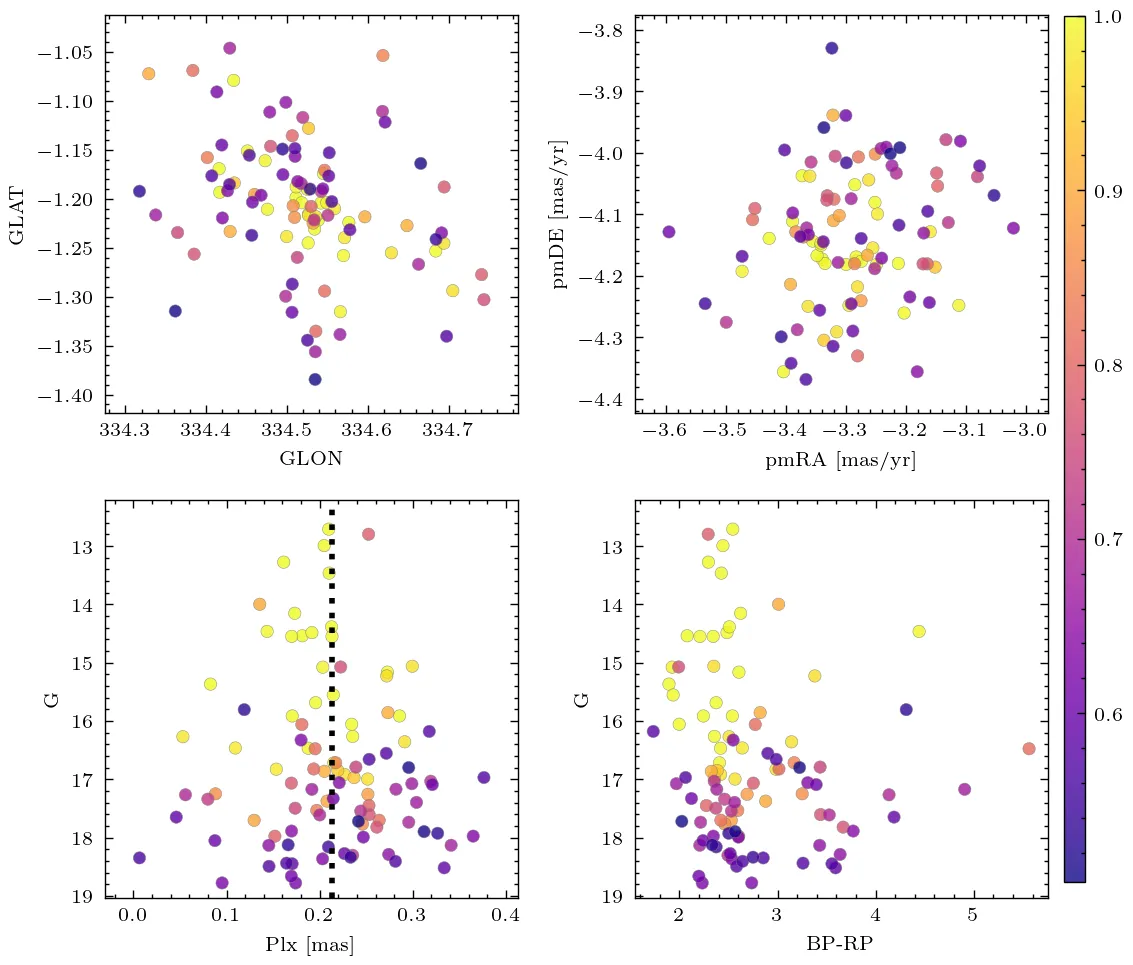 −1.05
−1.10
−1.15
−1.20
−1.25
−1.30
−1.35
−1.40
GLAT
334.3 334.4 334.5 334.6 334.7
GLON
−3.8
−3.9
−4.0
−4.1
−4.2
−4.3
−4.4
pmDE [mas/yr]
−3.6 −3.5 −3.4 −3.3 −3.2 −3.1 −3.0
pmRA [mas/yr]
1.0
0.9
0.8
0.7
0.6
13
14
15
16
17
18
19
G
0.0 0.1 0.2 0.3 0.4
Plx [mas]
13
14
15
16
17
18
19
G
2 3 4 5
BP-RP